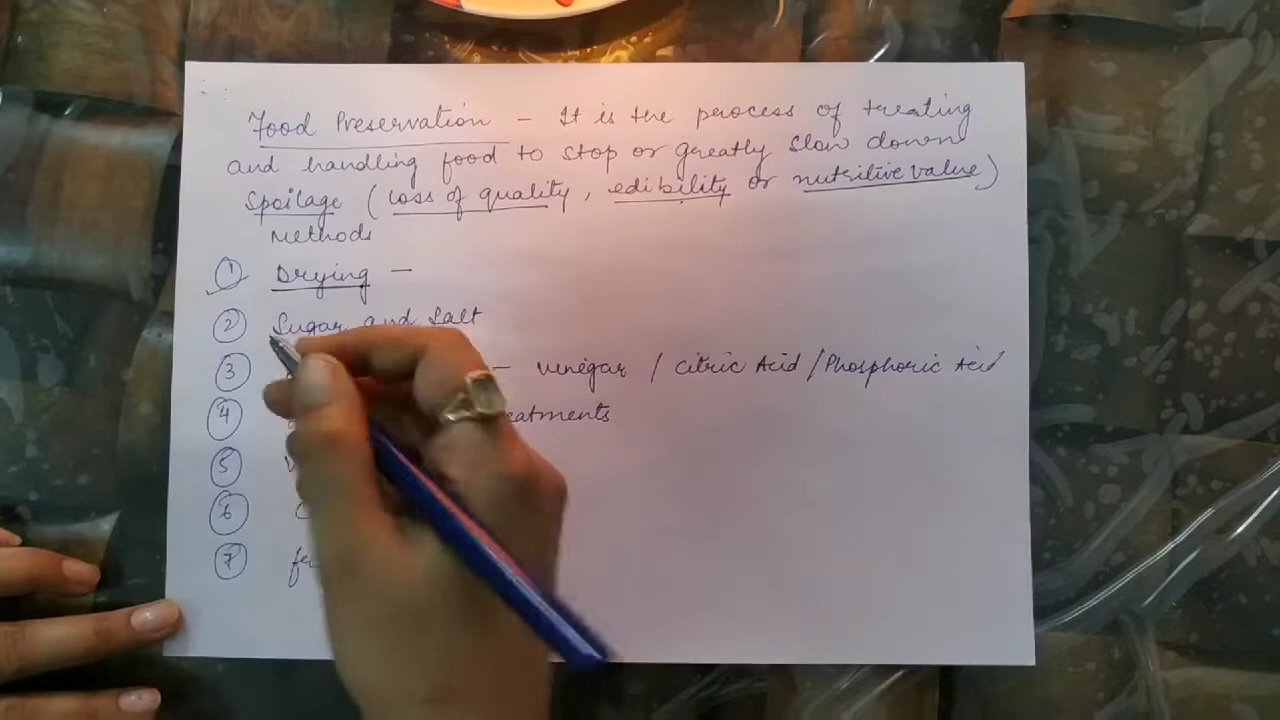 Food Preservation - It is the process of treating
and handling food to stop or greatly slow down
Spoilage (loss of quality, edibility or nutritive value)
Methods
① Drying -
② Sugar and Salt
③ - vinegar / Citric Acid / Phosphoric Acid
④
⑤
⑥
⑦